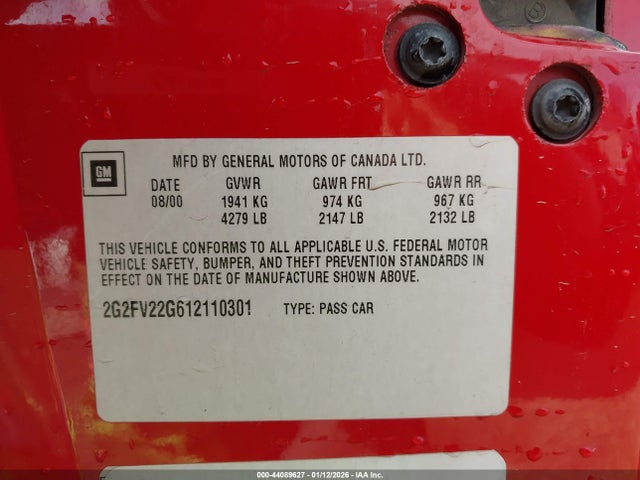 GM
MFD BY GENERAL MOTORS OF CANADA LTD.
DATE GVWR GAWR FRT GAWR RR
08/00 1941 KG 974 KG 967 KG
4279 LB 2147 LB 2132 LB
THIS VEHICLE CONFORMS TO ALL APPLICABLE U.S. FEDERAL MOTOR
VEHICLE SAFETY, BUMPER, AND THEFT PREVENTION STANDARDS IN
EFFECT ON THE DATE OF MANUFACTURE SHOWN ABOVE.
2G2FV22G612110301 TYPE: PASS CAR
000-44089627 - 01/12/2026 - IAA Inc.